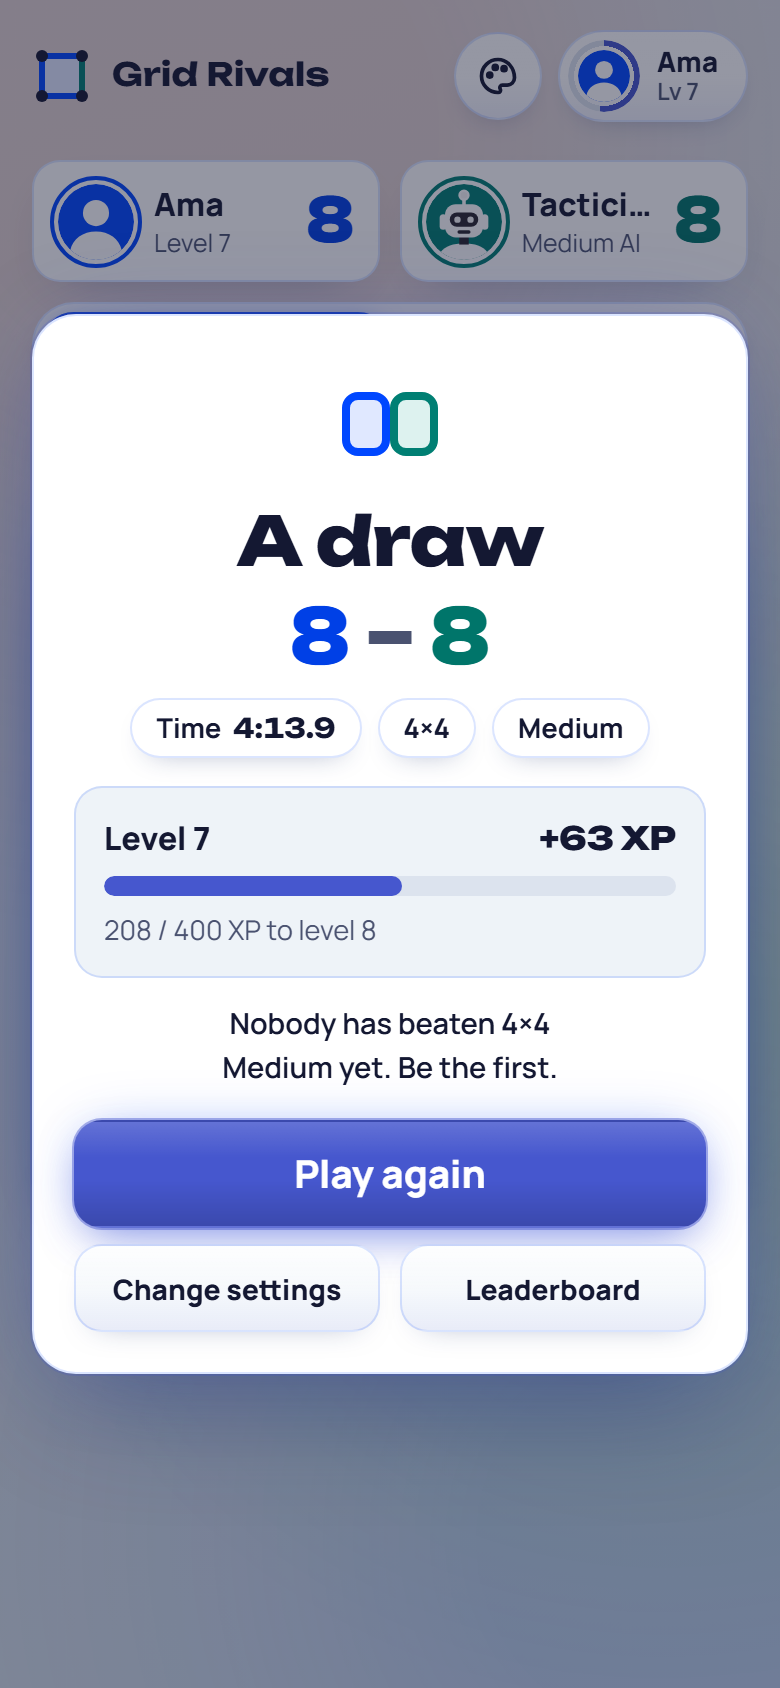 Grid Rivals
Ama
Lv 7
Ama
Level 7
8
Tactici...
Medium AI
8
A draw
8 – 8
Time 4:13.9
4×4
Medium
Level 7
+63 XP
208 / 400 XP to level 8
Nobody has beaten 4×4
Medium yet. Be the first.
Play again
Change settings
Leaderboard